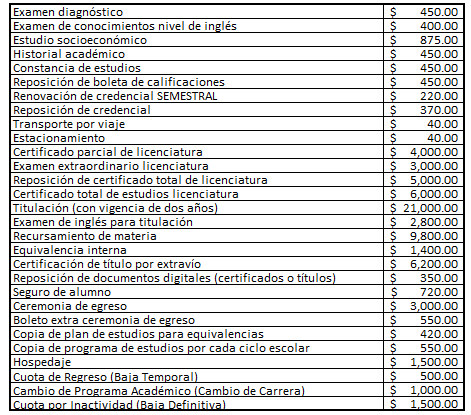 Examen diagnóstico $ 450.00
Examen de conocimientos nivel de inglés $ 400.00
Estudio socioeconómico $ 875.00
Historial académico $ 450.00
Constancia de estudios $ 450.00
Reposición de boleta de calificaciones $ 450.00
Renovación de credencial SEMESTRAL $ 220.00
Reposición de credencial $ 370.00
Transporte por viaje $ 40.00
Estacionamiento $ 40.00
Certificado parcial de licenciatura $ 4,000.00
Examen extraordinario licenciatura $ 3,000.00
Reposición de certificado total de licenciatura $ 5,000.00
Certificado total de estudios licenciatura $ 6,000.00
Titulación (con vigencia de dos años) $ 21,000.00
Examen de inglés para titulación $ 2,800.00
Recursamiento de materia $ 9,800.00
Equivalencia interna $ 1,400.00
Certificación de título por extravío $ 6,200.00
Reposición de documentos digitales (certificados o títulos) $ 350.00
Seguro de alumno $ 720.00
Ceremonia de egreso $ 3,000.00
Boleto extra ceremonia de egreso $ 550.00
Copia de plan de estudios para equivalencias $ 420.00
Copia de programa de estudios por cada ciclo escolar $ 550.00
Hospedaje $ 1,500.00
Cuota de Regreso (Baja Temporal) $ 500.00
Cambio de Programa Académico (Cambio de Carrera) $ 1,000.00
Cuota por Inactividad (Baja Definitiva) $ 1,500.00